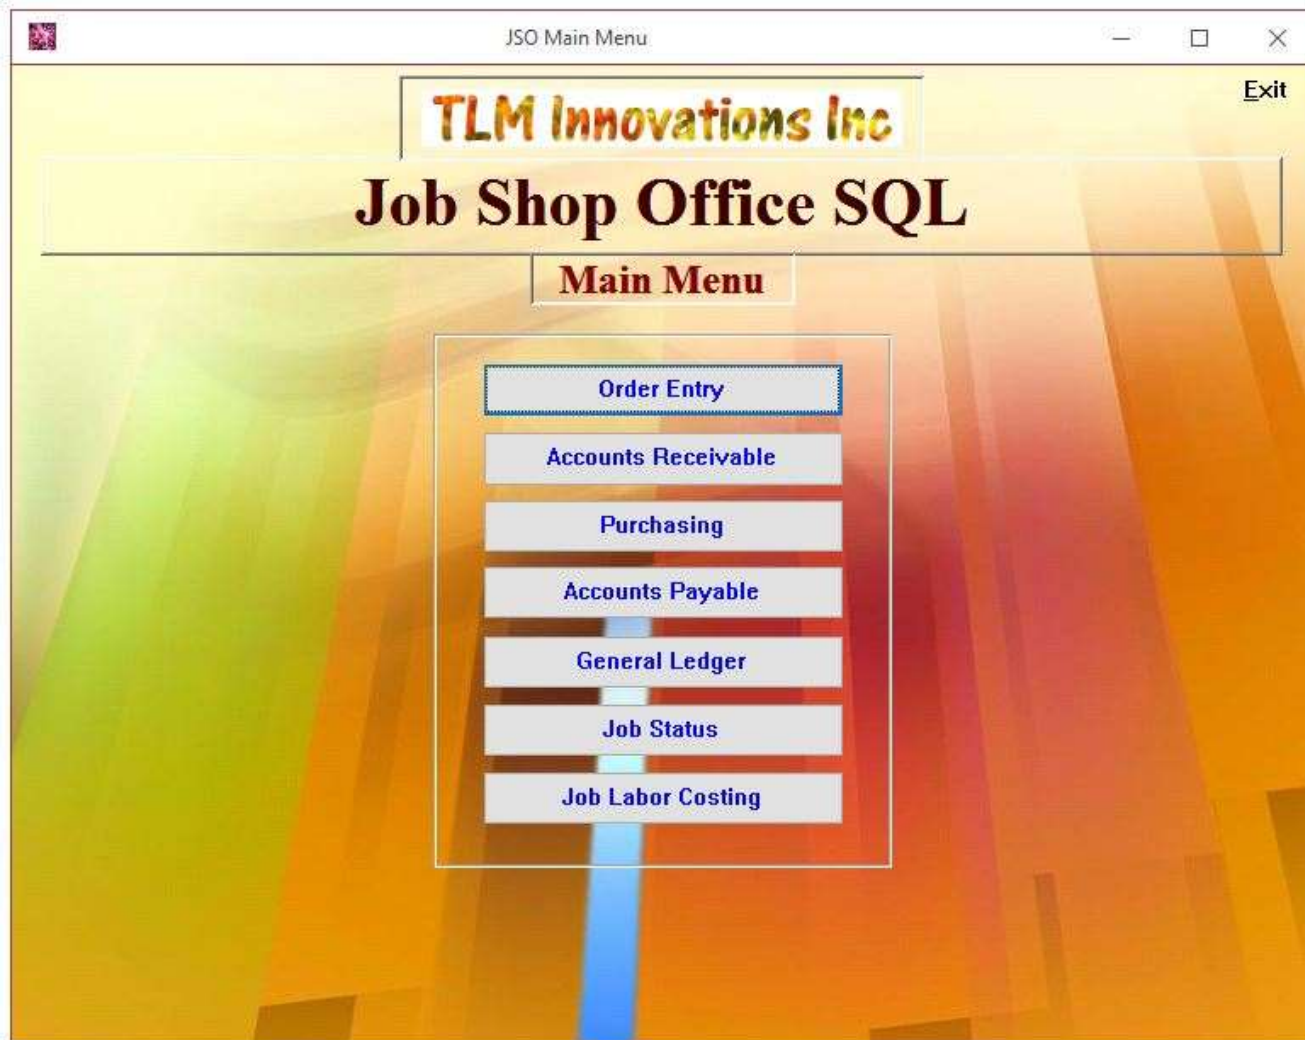 JSO Main Menu
Exit
TLM Innovations Inc
Job Shop Office SQL
Main Menu
Order Entry
Accounts Receivable
Purchasing
Accounts Payable
General Ledger
Job Status
Job Labor Costing